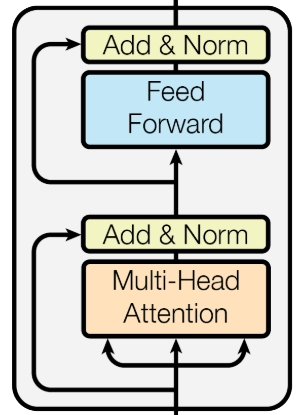 Add & Norm
Feed
Forward
Add & Norm
Multi-Head
Attention